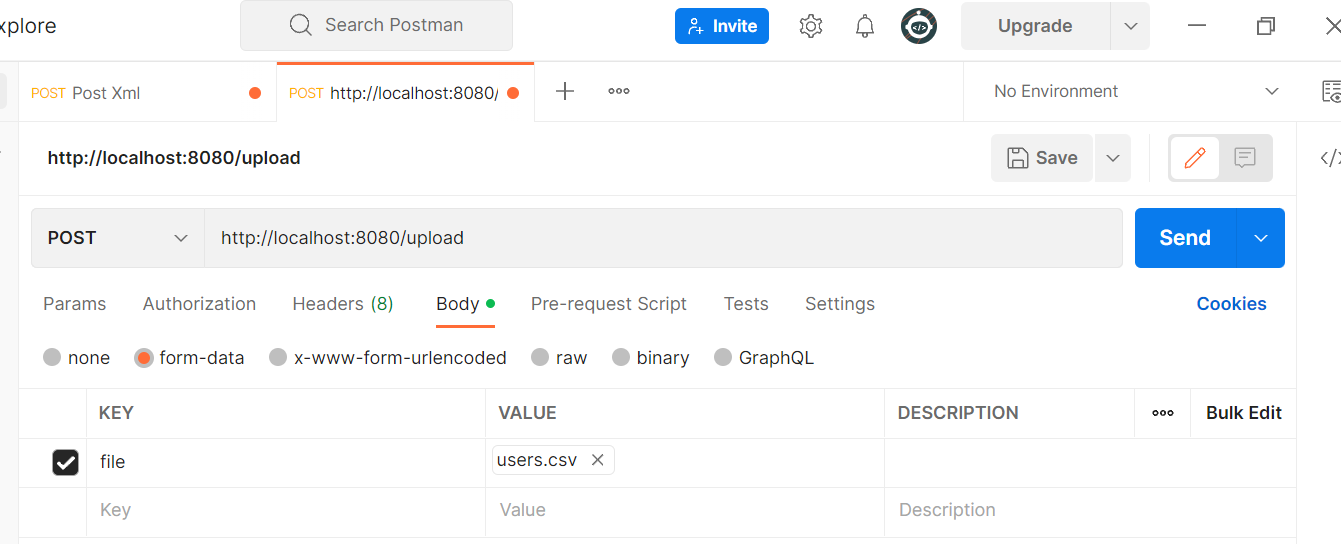 xplore Search Postman Invite Upgrade
POST Post Xml POST http://localhost:8080/ No Environment
http://localhost:8080/upload Save
POST http://localhost:8080/upload Send
Params Authorization Headers (8) Body Pre-request Script Tests Settings Cookies
none form-data x-www-form-urlencoded raw binary GraphQL
KEY VALUE DESCRIPTION Bulk Edit
file users.csv
Key Value Description